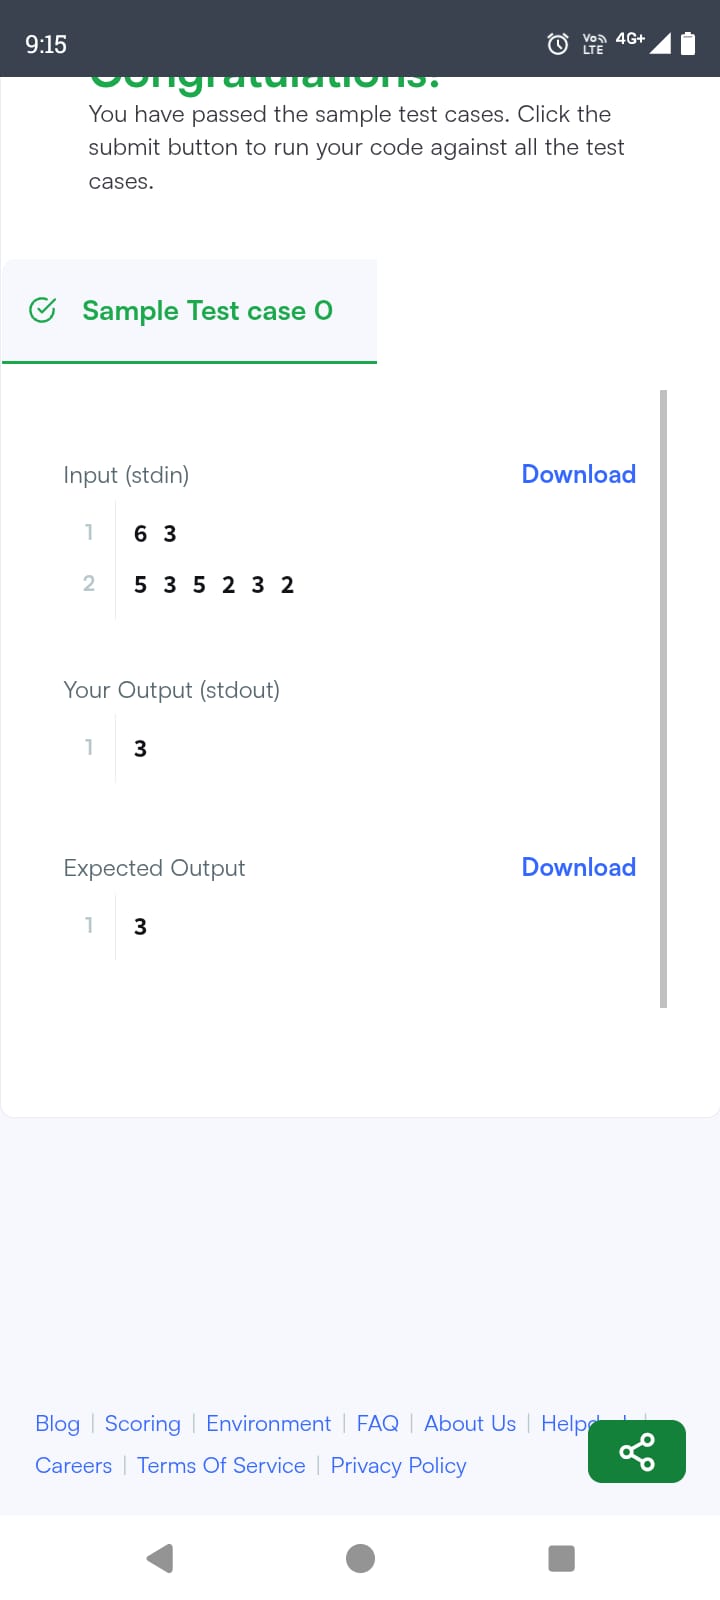 9:15
Vo LTE 4G+
Congratulations!
You have passed the sample test cases. Click the
submit button to run your code against all the test
cases.
Sample Test case 0
Input (stdin) Download
1 6 3
2 5 3 5 2 3 2
Your Output (stdout)
1 3
Expected Output Download
1 3
Blog | Scoring | Environment | FAQ | About Us |
Careers | Terms Of Service | Privacy Policy